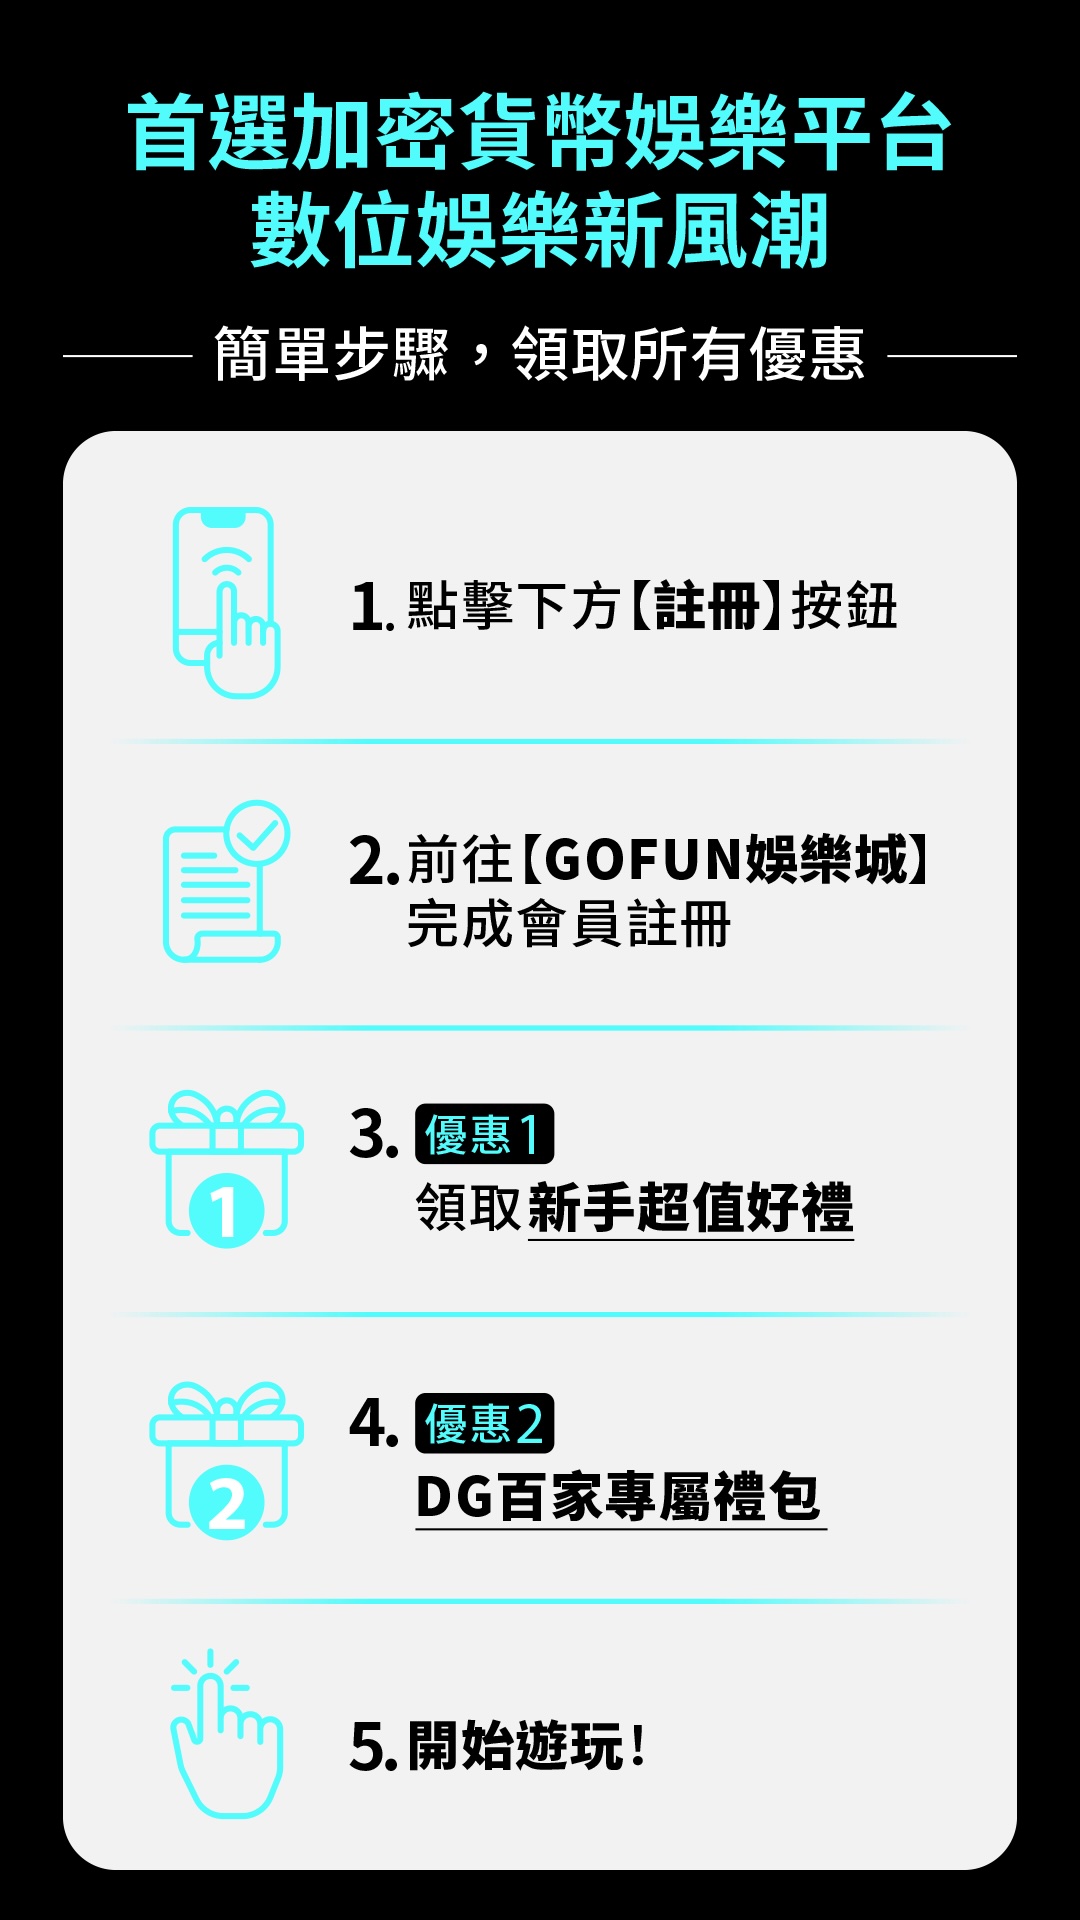 首選加密貨幣娛樂平台
數位娛樂新風潮
簡單步驟，領取所有優惠
1. 點擊下方【註冊】按鈕
2. 前往【GOFUN娛樂城】
完成會員註冊
1
3. 優惠1
領取新手超值好禮
2
4. 優惠2
DG百家專屬禮包
5. 開始遊玩！